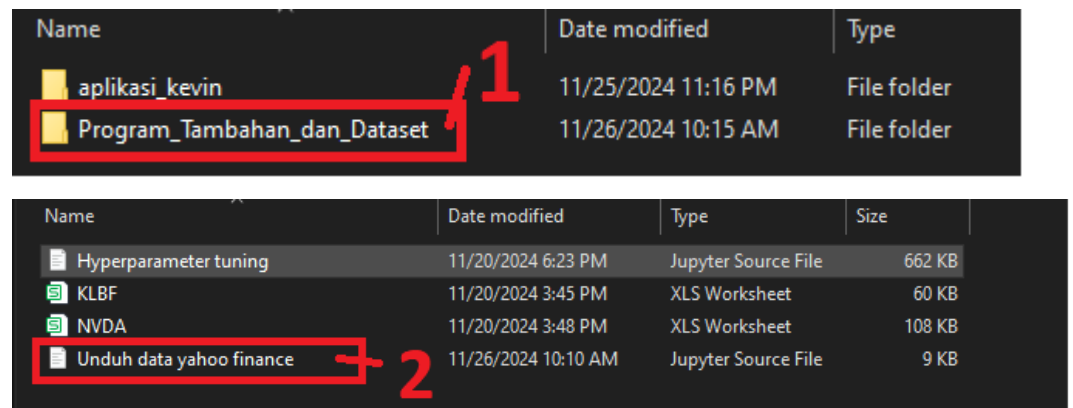 Name Date modified Type
aplikasi_kevin 11/25/2024 11:16 PM File folder
Program_Tambahan_dan_Dataset 11/26/2024 10:15 AM File folder
1
Name Date modified Type Size
Hyperparameter tuning 11/20/2024 6:23 PM Jupyter Source File 662 KB
KLBF 11/20/2024 3:45 PM XLS Worksheet 60 KB
NVDA 11/20/2024 3:48 PM XLS Worksheet 108 KB
Unduh data yahoo finance 11/26/2024 10:10 AM Jupyter Source File 9 KB
2